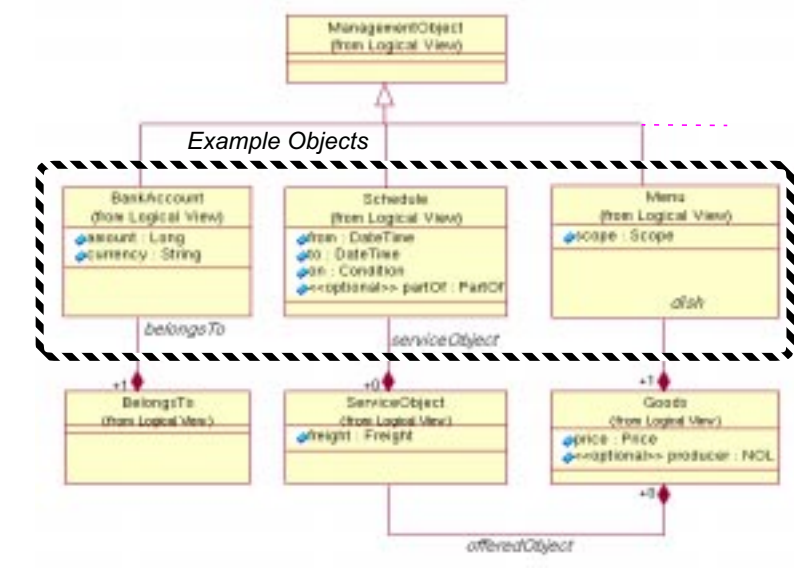 ManagementObject
(from Logical View)
Example Objects
BankAccount
(from Logical View)
amount : Long
currency : String
Schedule
(from Logical View)
from : DateTime
to : DateTime
on : Condition
<<optional>> partOf : PartOf
Menu
(from Logical View)
scope : Scope
dish
belongsTo
serviceObject
+1
+0
+1
BelongsTo
(from Logical View)
ServiceObject
(from Logical View)
freight : Freight
Goods
(from Logical View)
price : Price
<<optional>> producer : NOL
+0
offeredObject